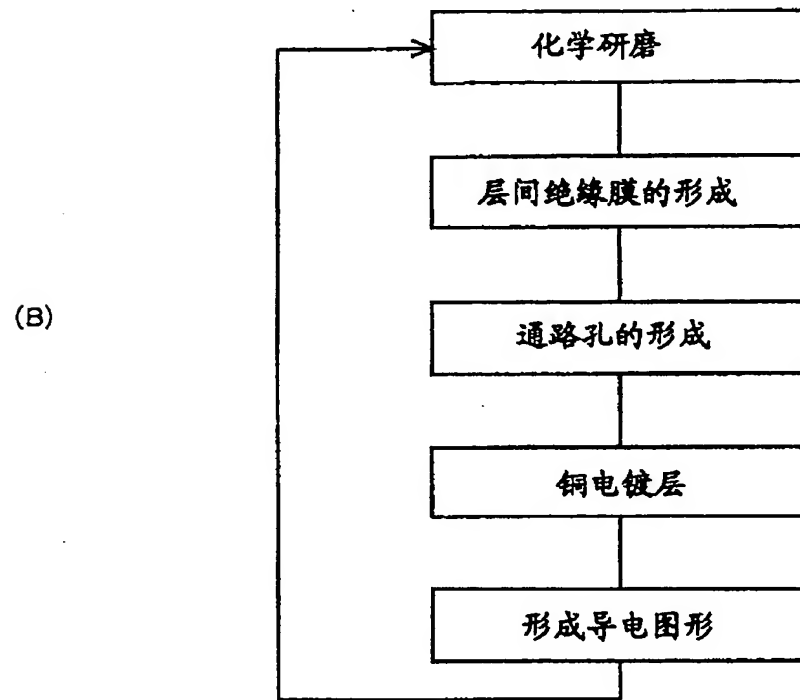 化学研磨
层间绝缘膜的形成
(B)
通路孔的形成
铜电镀层
形成导电图形